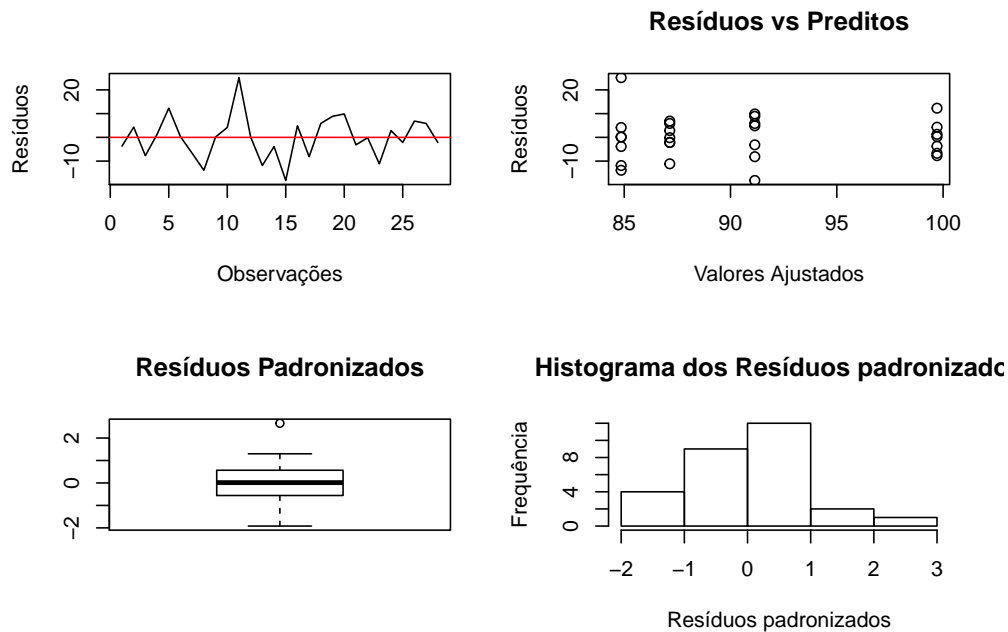 Resíduos
20
−10
0 5 10 15 20 25
Observações
Resíduos vs Preditos
Resíduos
20
−10
85 90 95 100
Valores Ajustados
Resíduos Padronizados
2
0
−2
Histograma dos Resíduos padronizado
Frequência
8
4
0
−2 −1 0 1 2 3
Resíduos padronizados